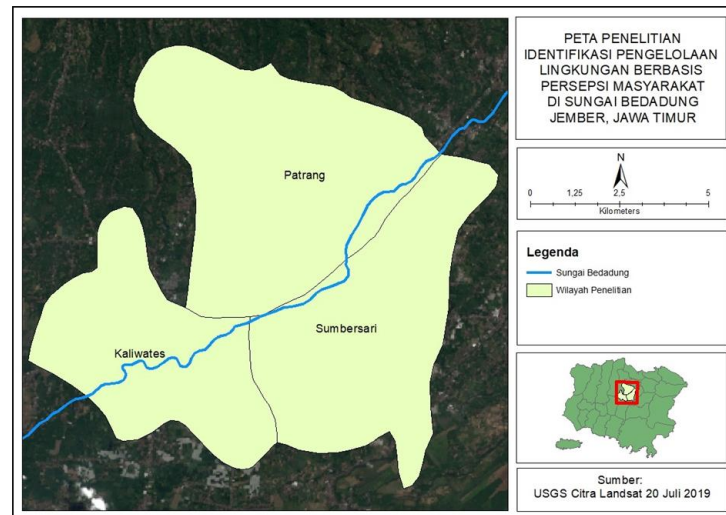 PETA PENELITIAN
IDENTIFIKASI PENGELOLAAN
LINGKUNGAN BERBASIS
PERSEPSI MASYARAKAT
DI SUNGAI BEDADUNG
JEMBER, JAWA TIMUR
N
0 1,25 2,5 5
Kilometers
Legenda
Sungai Bedadung
Wilayah Penelitian
Sumber:
USGS Citra Landsat 20 Juli 2019
Patrang
Sumbersari
Kaliwates